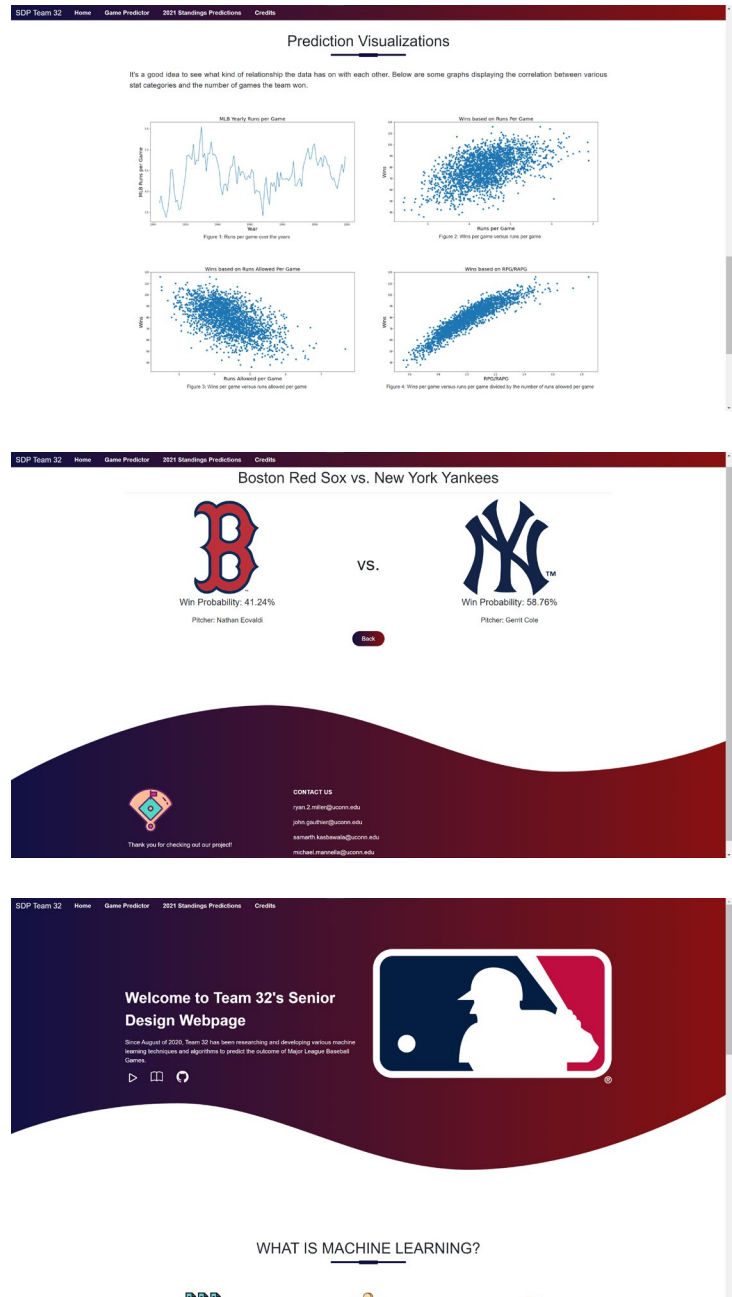 SDP Team 32 Home Game Predictor 2021 Standings Predictions Credits
Prediction Visualizations
It's a good idea to see what kind of relationship the data has on with each other. Below are some graphs displaying the correlation between various
stat categories and the number of games the team won.
MLB Yearly Runs per Game
MLB Runs per Game
Year
Figure 1: Runs per game over the years
Wins based on Runs Per Game
Wins
Runs per Game
Figure 2: Wins per game versus runs per game
Wins based on Runs Allowed Per Game
Wins
Runs Allowed per Game
Figure 3: Wins per game versus runs allowed per game
Wins based on RPG/RAPG
Wins
RPG/RAPG
Figure 4: Wins per game versus runs per game divided by the number of runs allowed per game
SDP Team 32 Home Game Predictor 2021 Standings Predictions Credits
Boston Red Sox vs. New York Yankees
B
vs.
NY
TM
Win Probability: 41.24%
Win Probability: 58.76%
Pitcher: Nathan Eovaldi
Pitcher: Gerrit Cole
Back
CONTACT US
ryan.2.miller@uconn.edu
john.gauthier@uconn.edu
samarth.kasbawala@uconn.edu
Thank you for checking out our project!
michael.mannella@uconn.edu
SDP Team 32 Home Game Predictor 2021 Standings Predictions Credits
Welcome to Team 32's Senior
Design Webpage
Since August of 2020, Team 32 has been researching and developing various machine
learning techniques and algorithms to predict the outcome of Major League Baseball
Games.
®
WHAT IS MACHINE LEARNING?